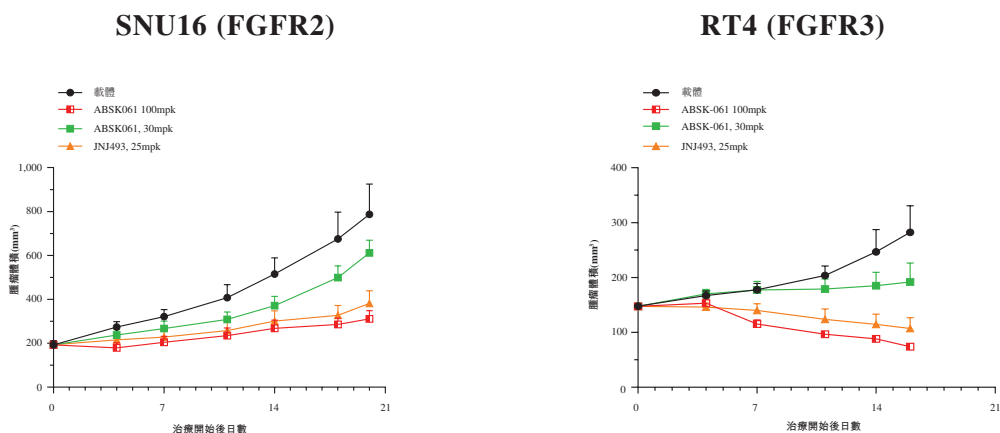 SNU16 (FGFR2)
載體
ABSK061 100mpk
ABSK061, 30mpk
JNJ493, 25mpk
1,000
800
600
400
200
0
腫瘤體積(mm³)
0 7 14 21
治療開始後日數
RT4 (FGFR3)
載體
ABSK-061 100mpk
ABSK-061, 30mpk
JNJ493, 25mpk
400
300
200
100
0
腫瘤體積(mm³)
0 7 14 21
治療開始後日數